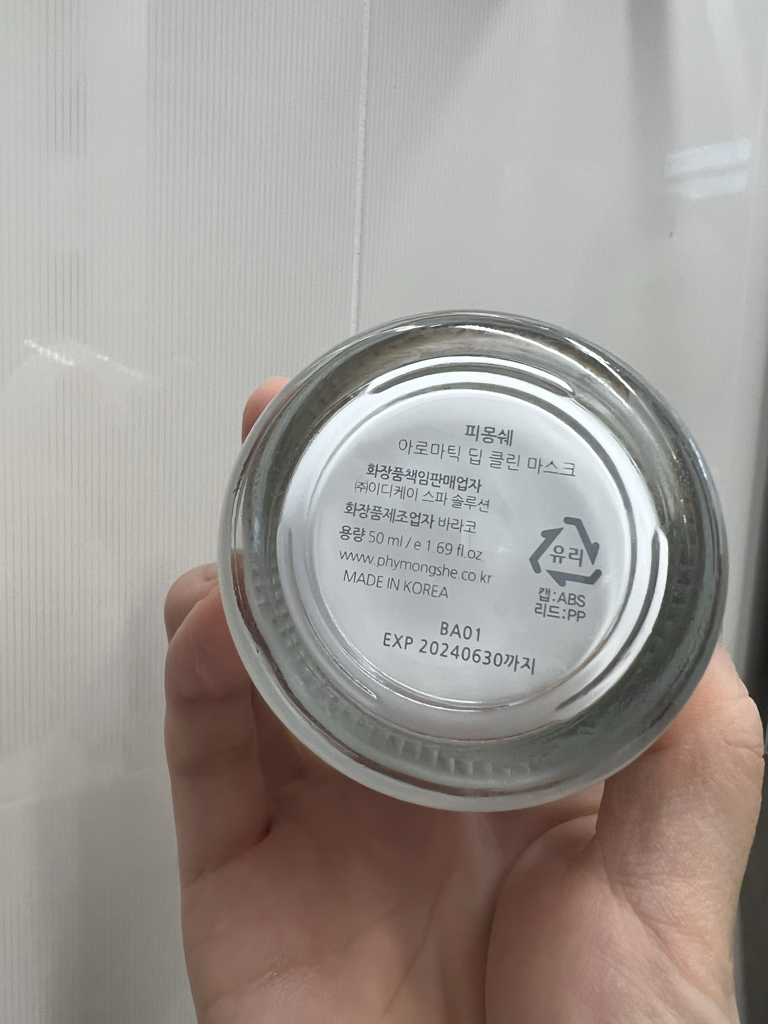 피몽쉐
아로마틱 딥 클린 마스크
화장품책임판매업자
㈜이디케이 스파 솔루션
화장품제조업자 바라코
용량 50 ml / e 1 69 fl.oz
www.phymongshe.co.kr
MADE IN KOREA
유리
캡:ABS
리드:PP
BA01
EXP 20240630까지